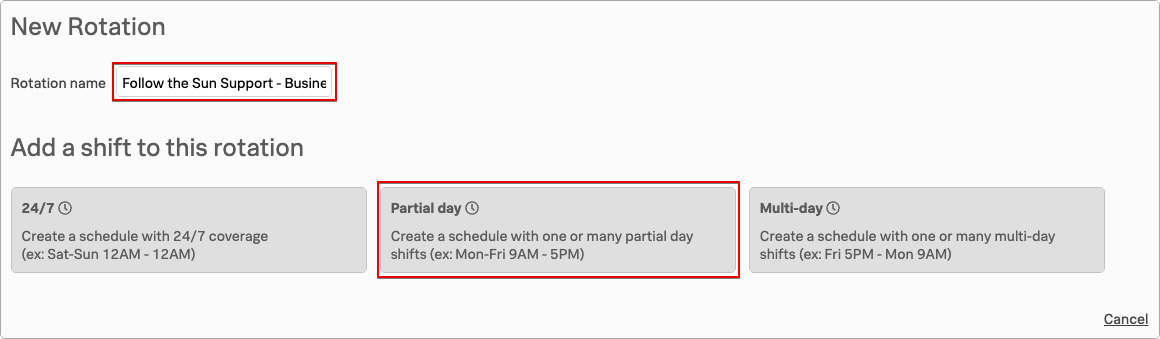 New Rotation
Rotation name Follow the Sun Support - Busine
Add a shift to this rotation
24/7
Create a schedule with 24/7 coverage
(ex: Sat-Sun 12AM - 12AM)
Partial day
Create a schedule with one or many partial day
shifts (ex: Mon-Fri 9AM - 5PM)
Multi-day
Create a schedule with one or many multi-day
shifts (ex: Fri 5PM - Mon 9AM)
Cancel